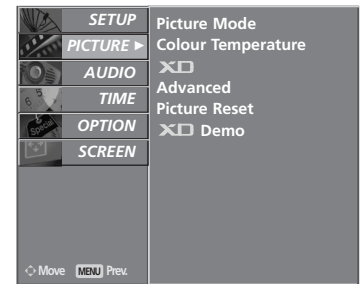 SETUP
PICTURE ►
AUDIO
TIME
OPTION
SCREEN
Picture Mode
Colour Temperature
XD
Advanced
Picture Reset
XD Demo
Special
Move MENU Prev.